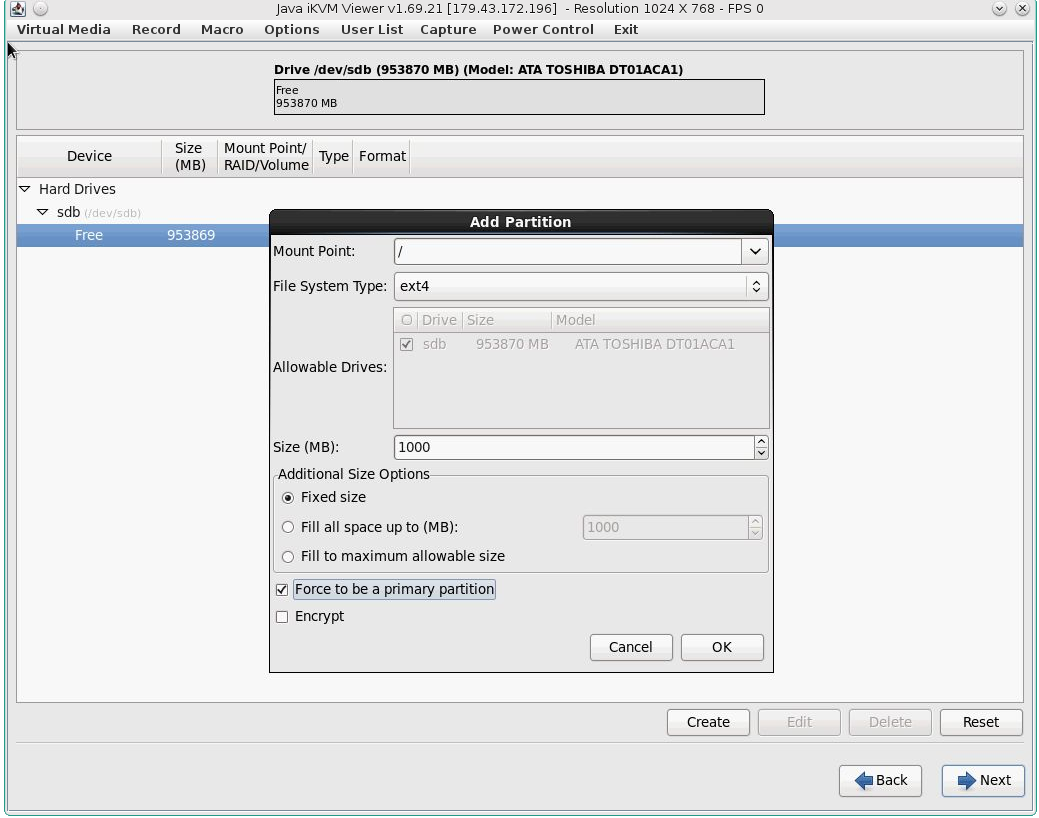 Java iKVM Viewer v1.69.21 [179.43.172.196]  - Resolution 1024 X 768 - FPS 0
Virtual Media Record Macro Options User List Capture Power Control Exit
Drive /dev/sdb (953870 MB) (Model: ATA TOSHIBA DT01ACA1)
Free
953870 MB
Device Size (MB) Mount Point/ RAID/Volume Type Format
Hard Drives
sdb (/dev/sdb)
Free 953869
Add Partition
Mount Point: /
File System Type: ext4
Allowable Drives:
Drive Size Model
sdb 953870 MB ATA TOSHIBA DT01ACA1
Size (MB): 1000
Additional Size Options
Fixed size
Fill all space up to (MB): 1000
Fill to maximum allowable size
Force to be a primary partition
Encrypt
Cancel OK
Create Edit Delete Reset
Back Next